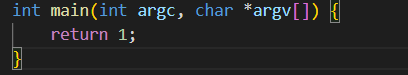 int main(int argc, char *argv[]) {
    return 1;
}